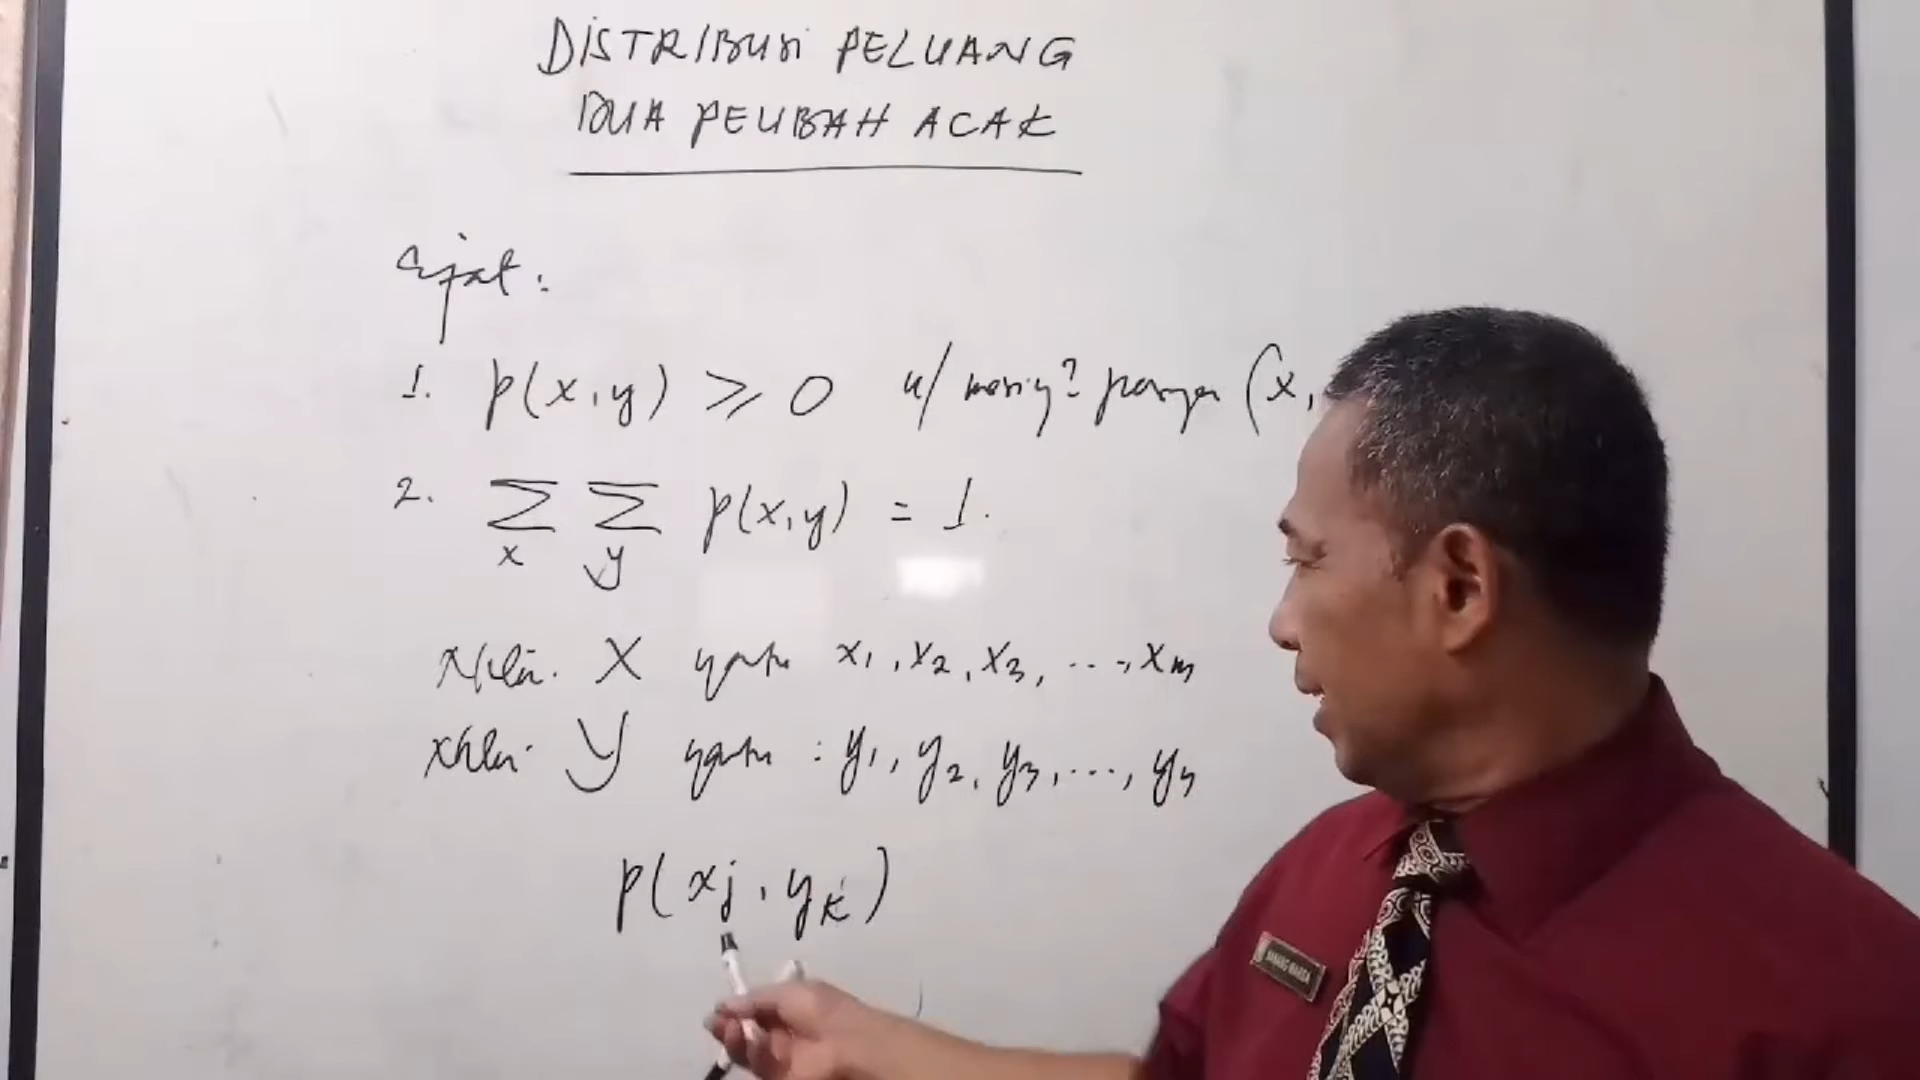 DISTRIBUSI PELUANG
DUA PEUBAH ACAK
1. p(x,y) ≥ 0 u/ masing² pasangan (x,
2. Σ Σ p(x,y) = 1.
x y
Nilai X yaitu x₁, x₂, x₃, ..., xₘ
Nilai Y yaitu : y₁, y₂, y₃, ..., yₙ
p(xⱼ, yₖ)